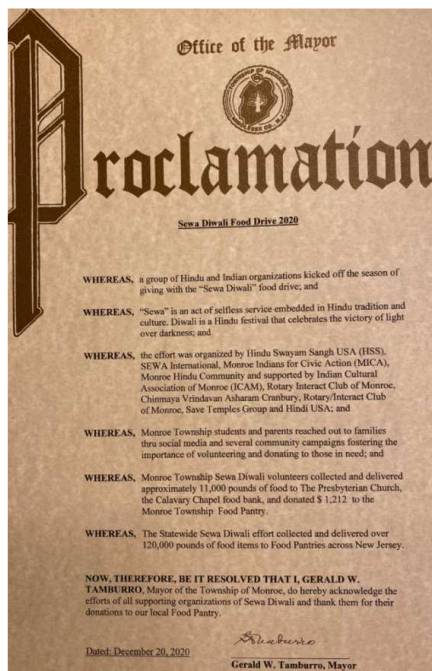 Office of the Mayor
TOWNSHIP OF MONROE
MIDDLESEX CO., N.J.
Proclamation
Sewa Diwali Food Drive 2020
WHEREAS, a group of Hindu and Indian organizations kicked off the season of
giving with the “Sewa Diwali” food drive; and
WHEREAS, “Sewa” is an act of selfless service embedded in Hindu tradition and
culture. Diwali is a Hindu festival that celebrates the victory of light
over darkness; and
WHEREAS, the effort was organized by Hindu Swayam Sangh USA (HSS),
SEWA International, Monroe Indians for Civic Action (MICA),
Monroe Hindu Community and supported by Indian Cultural
Association of Monroe (ICAM), Rotary Interact Club of Monroe,
Chinmaya Vrindavan Asharam Cranbury, Rotary/Interact Club
of Monroe, Save Temples Group and Hindi USA; and
WHEREAS, Monroe Township students and parents reached out to families
thru social media and several community campaigns fostering the
importance of volunteering and donating to those in need; and
WHEREAS, Monroe Township Sewa Diwali volunteers collected and delivered
approximately 11,000 pounds of food to The Presbyterian Church,
the Calavary Chapel food bank, and donated $ 1,212 to the
Monroe Township Food Pantry.
WHEREAS, The Statewide Sewa Diwali effort collected and delivered over
120,000 pounds of food items to Food Pantries across New Jersey.
NOW, THEREFORE, BE IT RESOLVED THAT I, GERALD W.
TAMBURRO, Mayor of the Township of Monroe, do hereby acknowledge the
efforts of all supporting organizations of Sewa Diwali and thank them for their
donations to our local Food Pantry.
Dated: December 20, 2020
Gerald W. Tamburro, Mayor